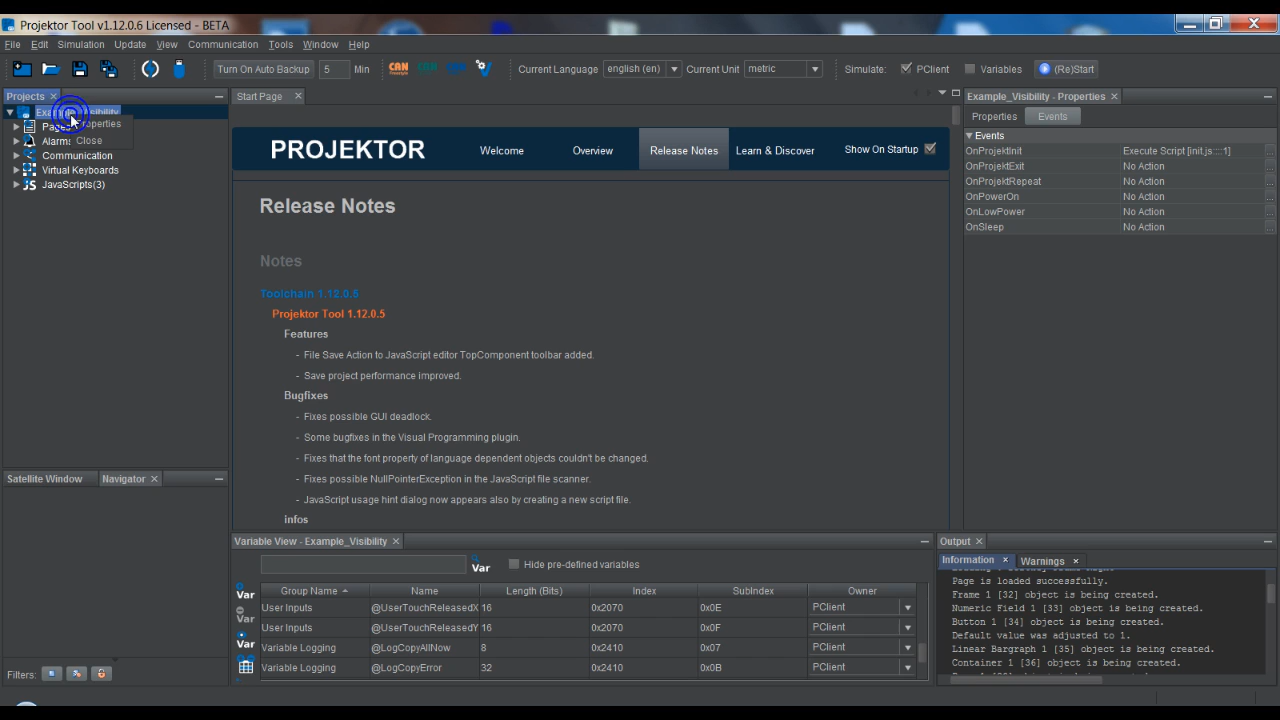 Projektor Tool v1.12.0.6 Licensed - BETA
File Edit Simulation Update View Communication Tools Window Help
Turn On Auto Backup 5 Min CAN Current Language english (en) Current Unit metric Simulate: PClient Variables (Re)Start
Projects
Example_Visibility
Pages
Properties
Alarms
Close
Communication
Virtual Keyboards
JS JavaScripts(3)
Satellite Window Navigator
Filters:
Start Page
PROJEKTOR Welcome Overview Release Notes Learn & Discover Show On Startup
Release Notes
Notes
Toolchain 1.12.0.5
Projektor Tool 1.12.0.5
Features
- File Save Action to JavaScript editor TopComponent toolbar added.
- Save project performance improved.
Bugfixes
- Fixes possible GUI deadlock.
- Some bugfixes in the Visual Programming plugin.
- Fixes that the font property of language dependent objects couldn't be changed.
- Fixes possible NullPointerException in the JavaScript file scanner.
- JavaScript usage hint dialog now appears also by creating a new script file.
infos
Example_Visibility - Properties
Properties Events
Events
OnProjektInit Execute Script [init.js::::1] ...
OnProjektExit No Action ...
OnProjektRepeat No Action ...
OnPowerOn No Action ...
OnLowPower No Action ...
OnSleep No Action ...
Variable View - Example_Visibility
Var Hide pre-defined variables
Var
Var
Var
Group Name Name Length (Bits) Index SubIndex Owner
User Inputs @UserTouchReleasedX 16 0x2070 0x0E PClient
User Inputs @UserTouchReleasedY 16 0x2070 0x0F PClient
Variable Logging @LogCopyAllNow 8 0x2410 0x07 PClient
Variable Logging @LogCopyError 32 0x2410 0x0B PClient
Output
Information Warnings
Page is loaded successfully.
Frame 1 [32] object is being created.
Numeric Field 1 [33] object is being created.
Button 1 [34] object is being created.
Default value was adjusted to 1.
Linear Bargraph 1 [35] object is being created.
Container 1 [36] object is being created.